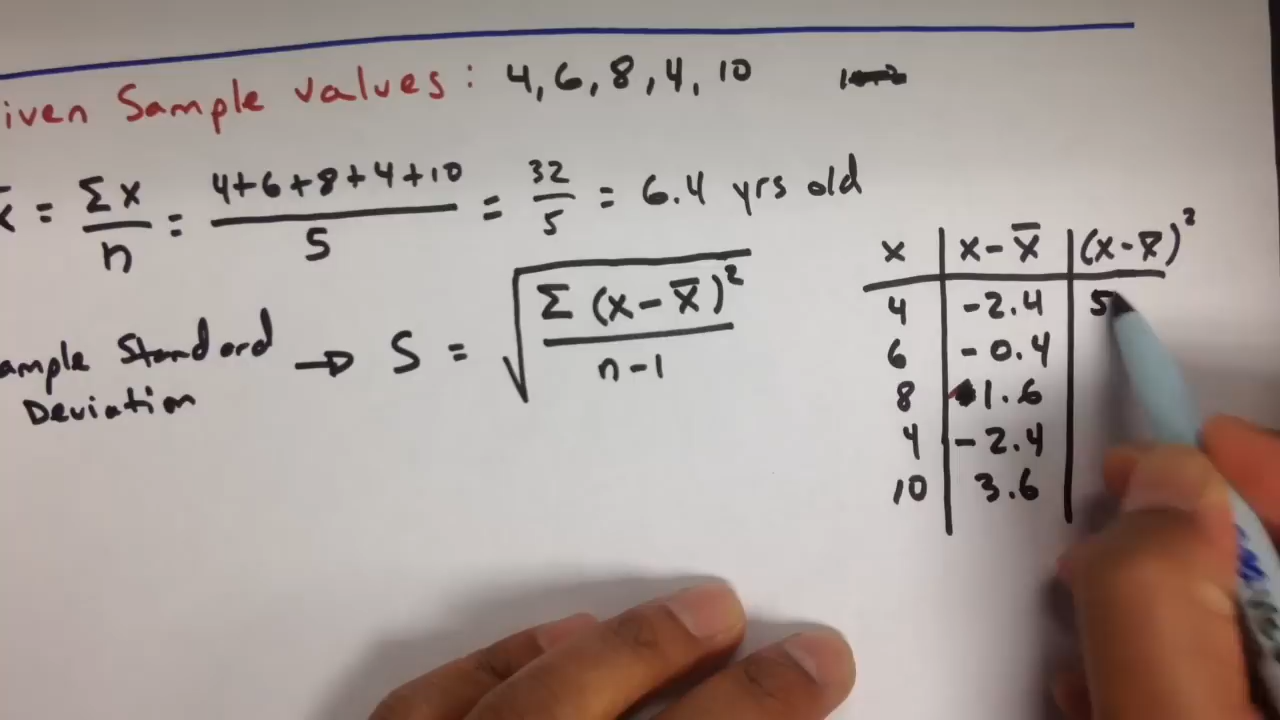 iven Sample values: 4, 6, 8, 4, 10
x̄ = Σx/n = 4+6+8+4+10/5 = 32/5 = 6.4 yrs old
ample Standard Deviation → S = √Σ(x-x̄)²/n-1
x | x-x̄ | (x-x̄)²
4 | -2.4 | 5
6 | -0.4
8 | 1.6
4 | -2.4
10 | 3.6